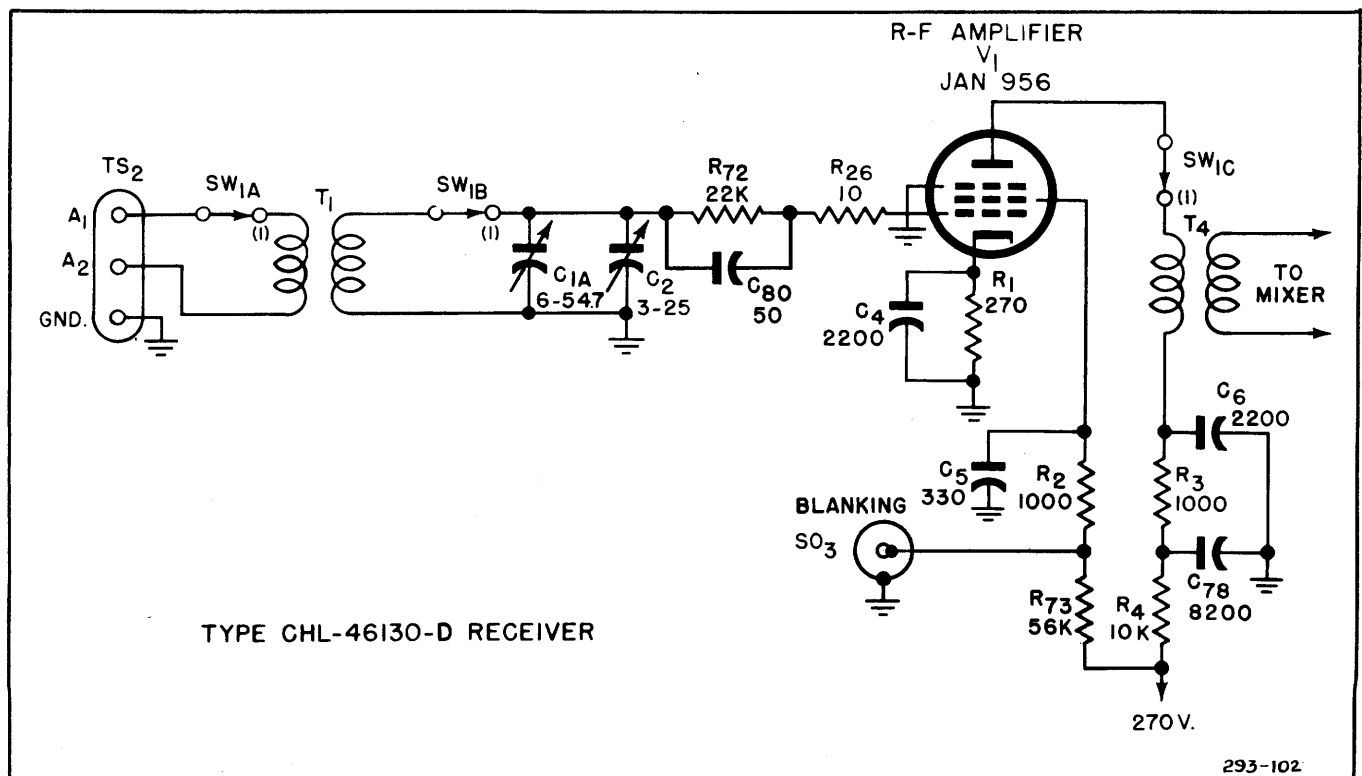 R-F AMPLIFIER
V1
JAN 956
TS2
A1
A2
GND.
SW1A
(1)
T1
SW1B
(1)
C1A
6-547
C2
3-25
R72
22K
C80
50
R26
10
C4
2200
R1
270
SW1C
(1)
T4
TO
MIXER
C6
2200
C5
330
R2
1000
R3
1000
BLANKING
SO3
C78
8200
R73
56K
R4
10K
270V.
TYPE CHL-46130-D RECEIVER
293-102